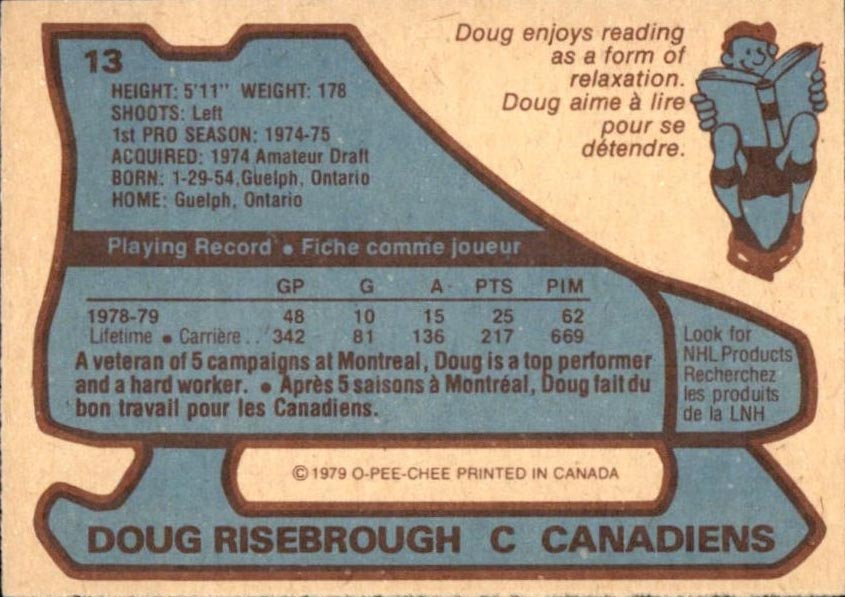 13
Doug enjoys reading
as a form of
relaxation.
Doug aime à lire
pour se
détendre.
HEIGHT: 5'11" WEIGHT: 178
SHOOTS: Left
1st PRO SEASON: 1974-75
ACQUIRED: 1974 Amateur Draft
BORN: 1-29-54, Guelph, Ontario
HOME: Guelph, Ontario
Playing Record • Fiche comme joueur
GP G A PTS PIM
1978-79 48 10 15 25 62
Lifetime • Carrière .. 342 81 136 217 669
A veteran of 5 campaigns at Montreal, Doug is a top performer
and a hard worker. • Après 5 saisons à Montréal, Doug fait du
bon travail pour les Canadiens.
Look for
NHL Products
Recherchez
les produits
de la LNH
© 1979 O-PEE-CHEE PRINTED IN CANADA
DOUG RISEBROUGH C CANADIENS